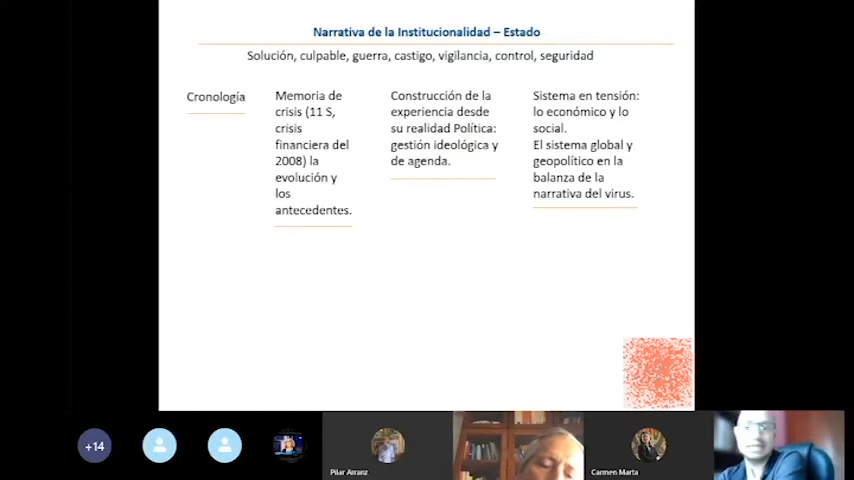 Narrativa de la Institucionalidad – Estado
Solución, culpable, guerra, castigo, vigilancia, control, seguridad
Cronología
Memoria de
crisis (11 S,
crisis
financiera del
2008) la
evolución y
los
antecedentes.
Construcción de la
experiencia desde
su realidad Política:
gestión ideológica y
de agenda.
Sistema en tensión:
lo económico y lo
social.
El sistema global y
geopolítico en la
balanza de la
narrativa del virus.
+14
Pilar Arranz
Carmen Marta